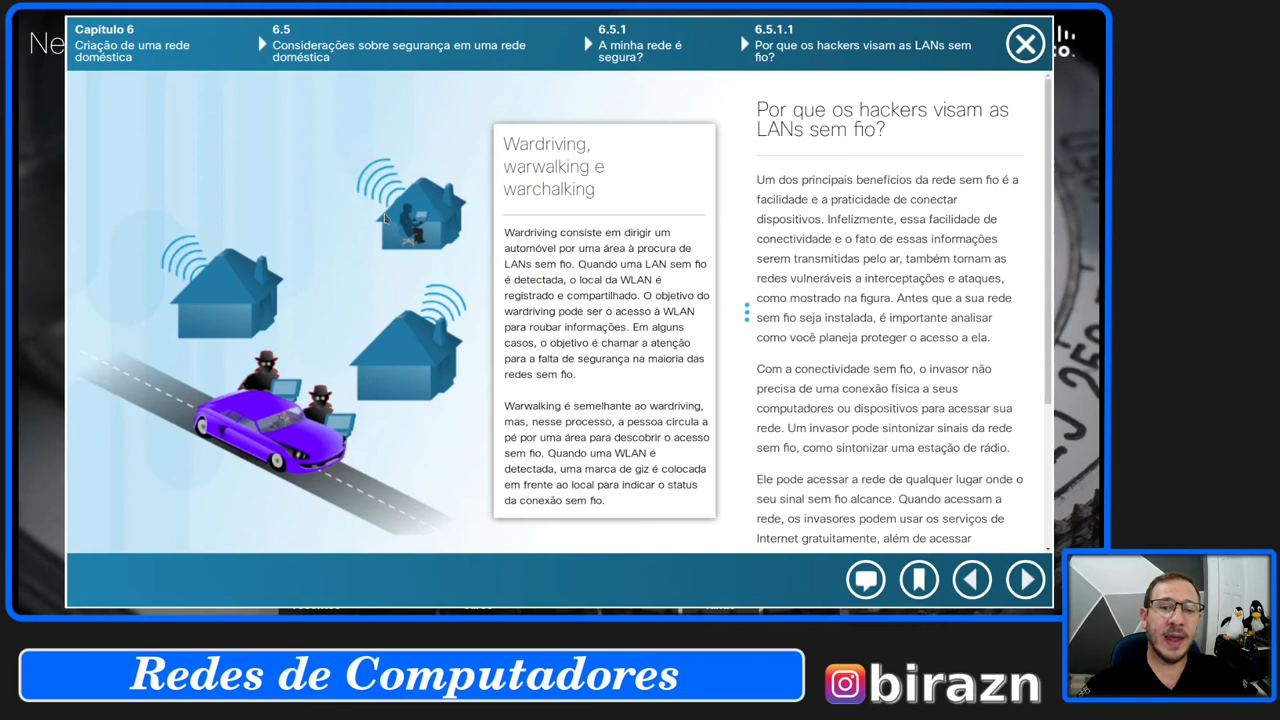 Ne
Capítulo 6
Criação de uma rede
doméstica
6.5
Considerações sobre segurança em uma rede
doméstica
6.5.1
A minha rede é
segura?
6.5.1.1
Por que os hackers visam as LANs sem
fio?
Wardriving,
warwalking e
warchalking
Wardriving consiste em dirigir um
automóvel por uma área à procura de
LANs sem fio. Quando uma LAN sem fio
é detectada, o local da WLAN é
registrado e compartilhado. O objetivo do
wardriving pode ser o acesso à WLAN
para roubar informações. Em alguns
casos, o objetivo é chamar a atenção
para a falta de segurança na maioria das
redes sem fio.
Warwalking é semelhante ao wardriving,
mas, nesse processo, a pessoa circula a
pé por uma área para descobrir o acesso
sem fio. Quando uma WLAN é
detectada, uma marca de giz é colocada
em frente ao local para indicar o status
da conexão sem fio.
Por que os hackers visam as
LANs sem fio?
Um dos principais benefícios da rede sem fio é a
facilidade e a praticidade de conectar
dispositivos. Infelizmente, essa facilidade de
conectividade e o fato de essas informações
serem transmitidas pelo ar, também tornam as
redes vulneráveis a interceptações e ataques,
como mostrado na figura. Antes que a sua rede
sem fio seja instalada, é importante analisar
como você planeja proteger o acesso a ela.
Com a conectividade sem fio, o invasor não
precisa de uma conexão física a seus
computadores ou dispositivos para acessar sua
rede. Um invasor pode sintonizar sinais da rede
sem fio, como sintonizar uma estação de rádio.
Ele pode acessar a rede de qualquer lugar onde o
seu sinal sem fio alcance. Quando acessam a
rede, os invasores podem usar os serviços de
Internet gratuitamente, além de acessar
Redes de Computadores
birazn